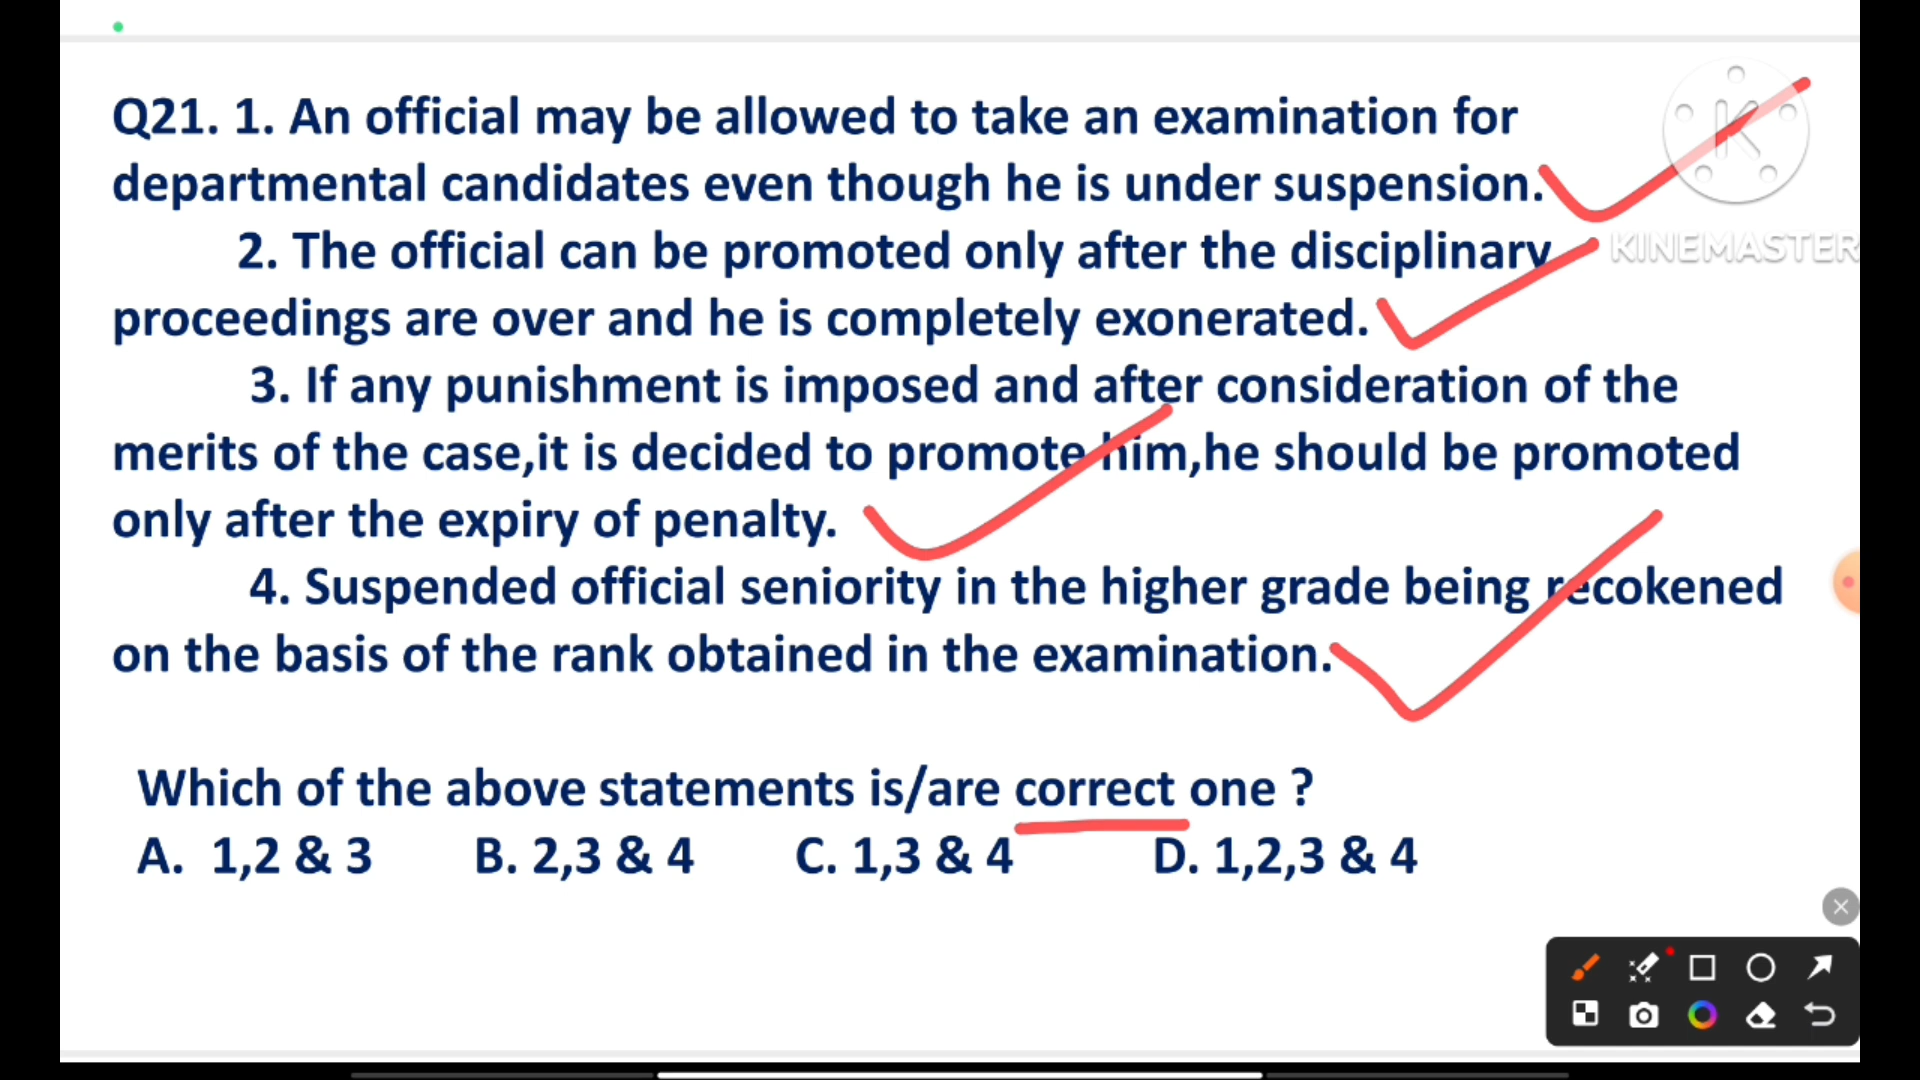 Q21. 1. An official may be allowed to take an examination for
departmental candidates even though he is under suspension.
2. The official can be promoted only after the disciplinary
proceedings are over and he is completely exonerated.
KINEMASTER
3. If any punishment is imposed and after consideration of the
merits of the case,it is decided to promote him,he should be promoted
only after the expiry of penalty.
4. Suspended official seniority in the higher grade being recokened
on the basis of the rank obtained in the examination.
Which of the above statements is/are correct one ?
A. 1,2 & 3 B. 2,3 & 4 C. 1,3 & 4 D. 1,2,3 & 4